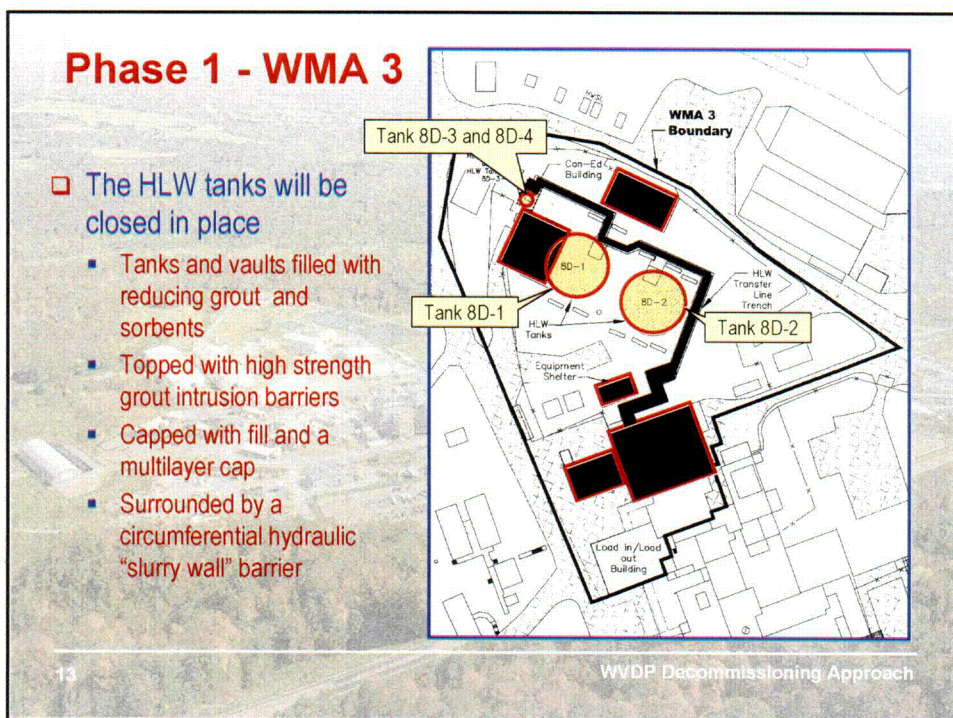 Phase 1 - WMA 3
❑ The HLW tanks will be
closed in place
▪ Tanks and vaults filled with
reducing grout and
sorbents
▪ Topped with high strength
grout intrusion barriers
▪ Capped with fill and a
multilayer cap
▪ Surrounded by a
circumferential hydraulic
“slurry wall” barrier
WMA 3
Boundary
Tank 8D-3 and 8D-4
Con-Ed
Building
HLW
8D-3
8D-1
8D-2
HLW
Transfer
Line
Trench
Tank 8D-1
HLW
Tanks
Tank 8D-2
Equipment
Shelter
Load in/Load
out
Building
13
WVDP Decommissioning Approach